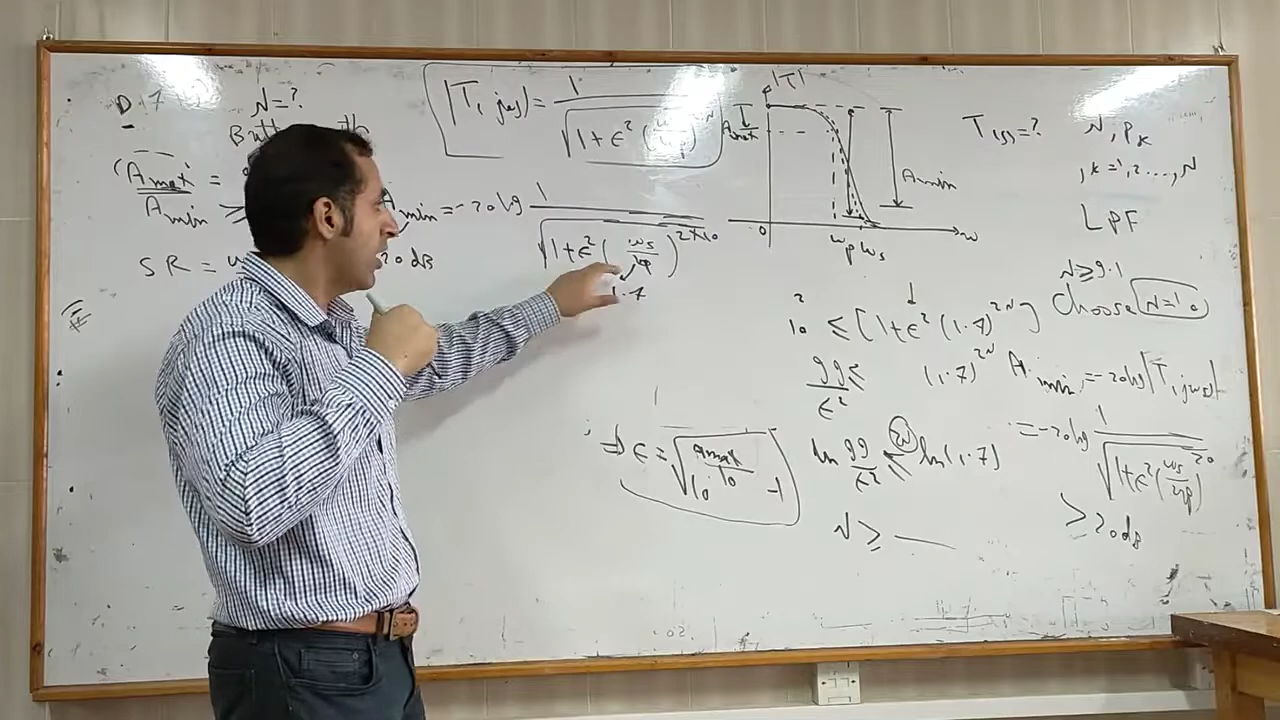 D
N=?
Amax =
Amin ≥
SR =
20 dB
|T(jω)| = 1 / √(1+ε²(ω/ω)^N
Amin = -20 log 1 / √(1+ε²(ωs/ωp)^2×10
1.7
|T|
Amax
Amin
0
ωp ωs
ω
T(s)=?
N, Pk
, k=1,2...,N
LPF
N≥9.1
Choose N=10
10² ≤ [1+ε²(1.7)^2N]
99/ε² ≤ (1.7)^2N
ln 99/ε² ≤ 2N ln(1.7)
N ≥ —
Amin = -20 log|T(jωs)|
= -20 log 1 / √(1+ε²(ωs/ωp)^20
≥ 20 dB
⇒ ε = √(10^(Amax/10) -1